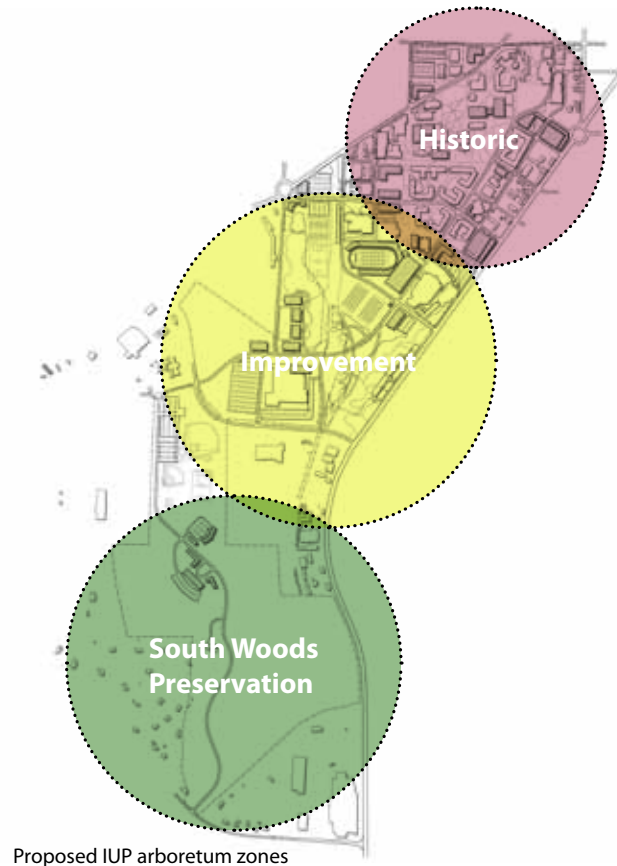 Historic
Improvement
South Woods
Preservation
Proposed IUP arboretum zones